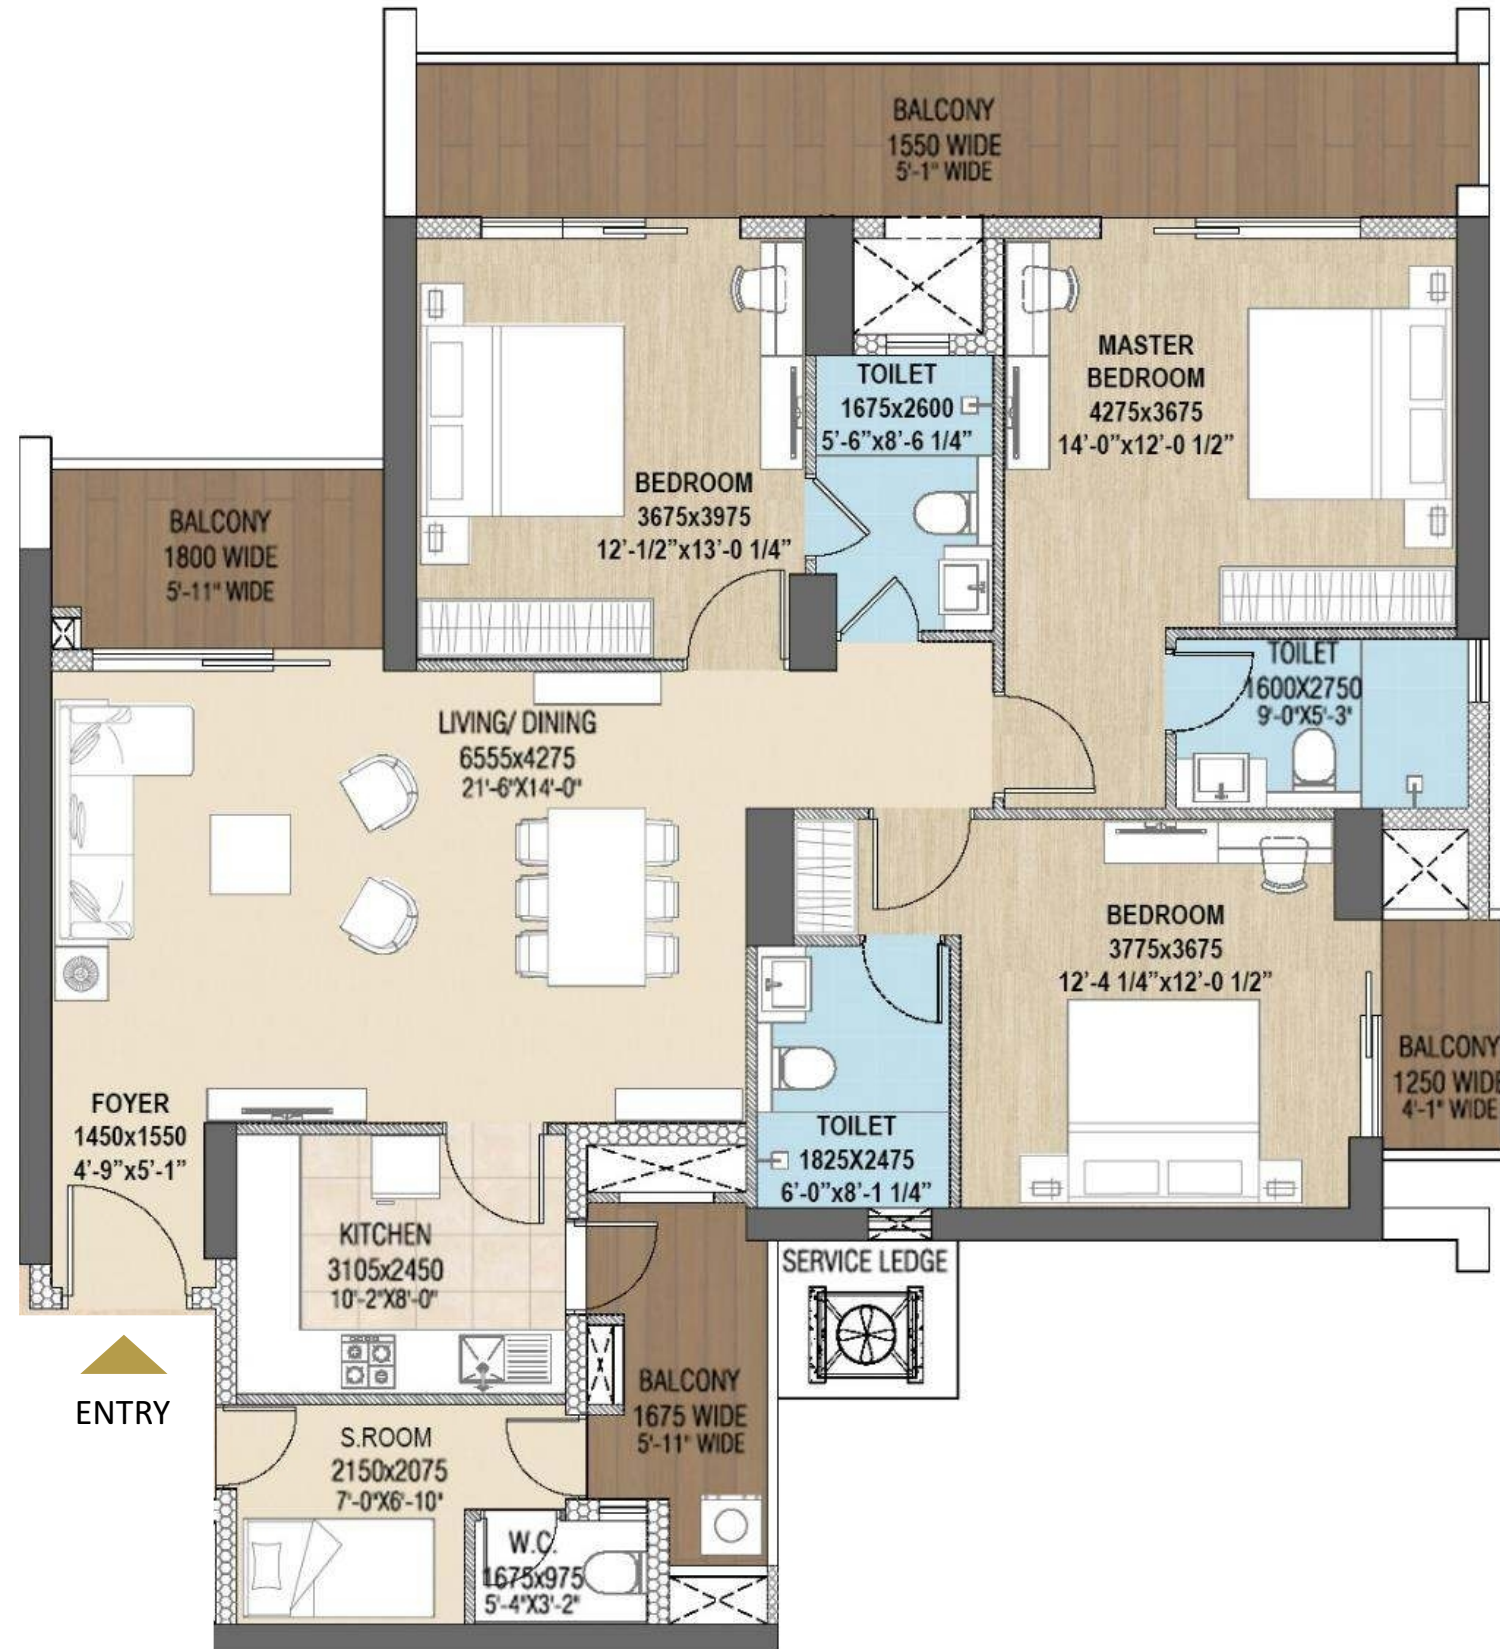 BALCONY
1550 WIDE
5'-1" WIDE
MASTER
BEDROOM
4275x3675
14'-0”x12'-0 1/2”
TOILET
1675x2600
5'-6”x8'-6 1/4”
BEDROOM
3675x3975
12'-1/2”x13'-0 1/4”
BALCONY
1800 WIDE
5'-11" WIDE
TOILET
1600X2750
9'-0"X5'-3"
LIVING/ DINING
6555x4275
21'-6"X14'-0"
BEDROOM
3775x3675
12'-4 1/4”x12'-0 1/2”
BALCONY
1250 WIDE
4'-1" WIDE
FOYER
1450x1550
4'-9”x5'-1”
TOILET
1825X2475
6'-0”x8'-1 1/4”
KITCHEN
3105x2450
10'-2"X8'-0"
SERVICE LEDGE
ENTRY
BALCONY
1675 WIDE
5'-11" WIDE
S.ROOM
2150x2075
7'-0"X6'-10"
W.C.
1675x975
5'-4"X3'-2"